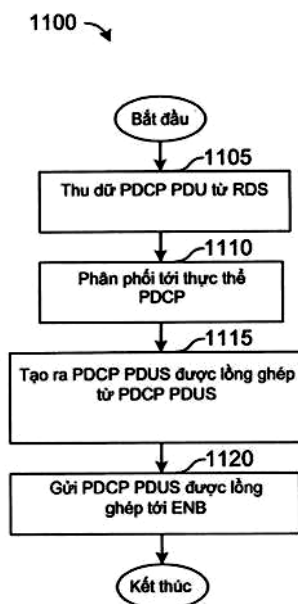 1100
Bắt đầu
1105
Thu dữ PDCP PDU từ RDS
1110
Phân phối tới thực thể
PDCP
1115
Tạo ra PDCP PDUS được lồng ghép
từ PDCP PDUS
1120
Gửi PDCP PDUS được lồng
ghép tới ENB
Kết thúc